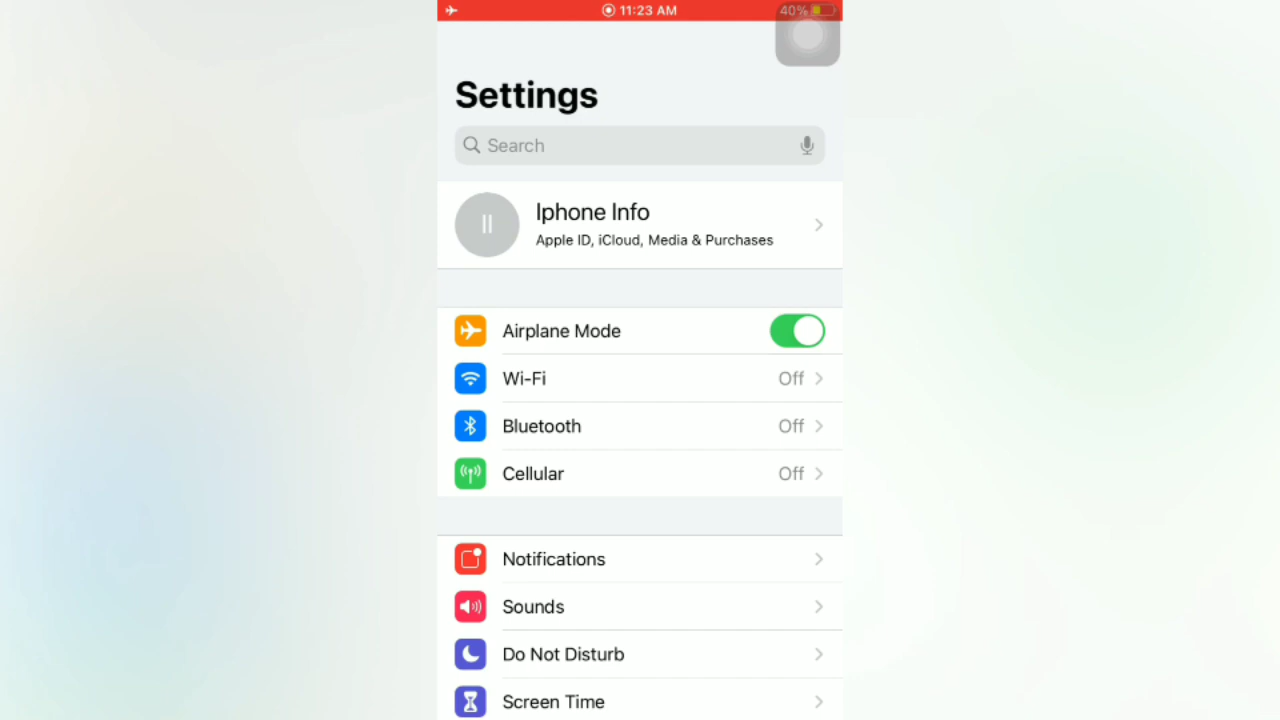 11:23 AM 40%
Settings
Search
II
Iphone Info
Apple ID, iCloud, Media & Purchases
Airplane Mode
Wi-Fi Off
Bluetooth Off
Cellular Off
Notifications
Sounds
Do Not Disturb
Screen Time